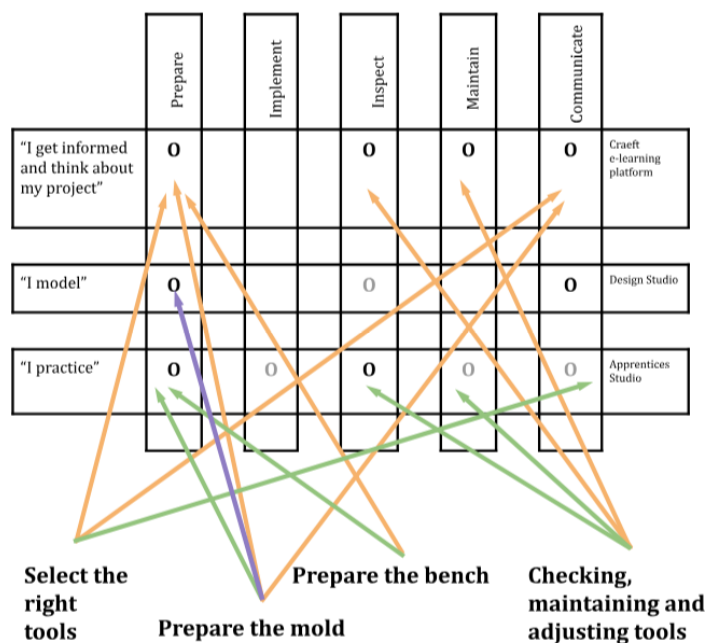 Prepare
Implement
Inspect
Maintain
Communicate
“I get informed
and think about
my project”
O
O
O
O
Craeft
e-learning
platform
“I model”
O
O
O
Design Studio
“I practice”
O
O
O
O
O
Apprentices
Studio
Select the
right
tools
Prepare the mold
Prepare the bench
Checking,
maintaining and
adjusting tools